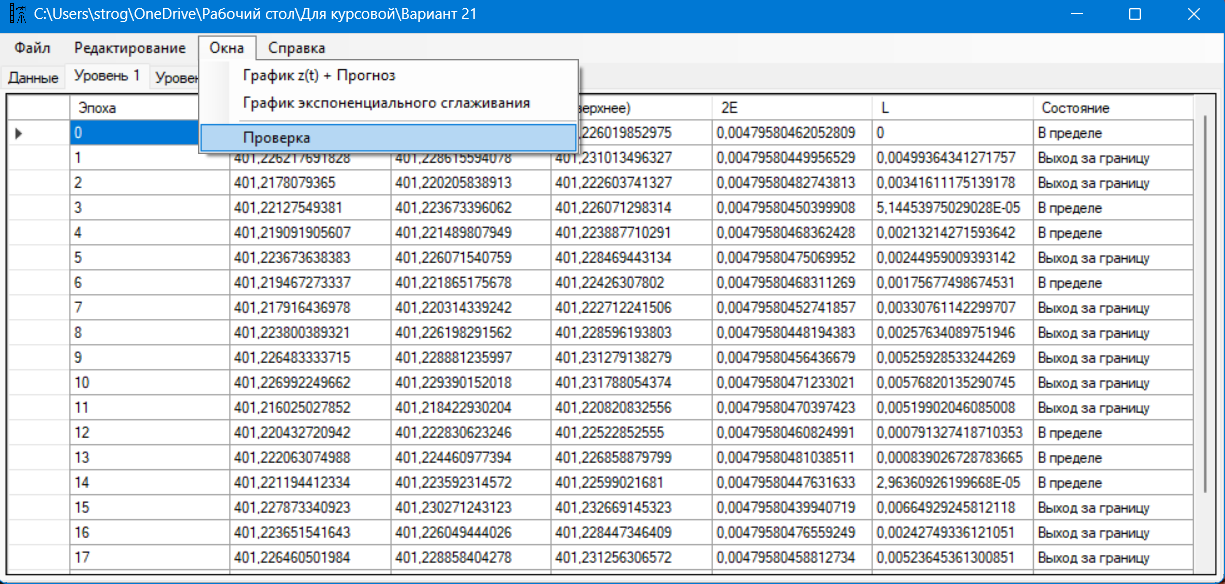 C:\Users\strog\OneDrive\Рабочий стол\Для курсовой\Вариант 21
Файл Редактирование Окна Справка
Данные Уровень 1
График z(t) + Прогноз
График экспоненциального сглаживания
Проверка
Эпоха 2E L Состояние
0 0,00479580462052809 0 В пределе
1 401,226217691828 401,228615594078 401,231013496327 0,00479580449956529 0,00499364341271757 Выход за границу
2 401,2178079365 401,220205838913 401,222603741327 0,00479580482743813 0,00341611175139178 Выход за границу
3 401,22127549381 401,223673396062 401,226071298314 0,00479580450399908 5,14453975029028E-05 В пределе
4 401,219091905607 401,221489807949 401,223887710291 0,00479580468362428 0,00213214271593642 В пределе
5 401,223673638383 401,226071540759 401,228469443134 0,00479580475069952 0,00244959009393142 Выход за границу
6 401,219467273337 401,221865175678 401,22426307802 0,00479580468311269 0,00175677498674531 В пределе
7 401,217916436978 401,220314339242 401,222712241506 0,00479580452741857 0,00330761142299707 Выход за границу
8 401,223800389321 401,226198291562 401,228596193803 0,00479580448194383 0,00257634089751946 Выход за границу
9 401,226483333715 401,228881235997 401,231279138279 0,00479580456436679 0,00525928533244269 Выход за границу
10 401,226992249662 401,229390152018 401,231788054374 0,00479580471233021 0,00576820135290745 Выход за границу
11 401,216025027852 401,218422930204 401,220820832556 0,00479580470397423 0,00519902046085008 Выход за границу
12 401,220432720942 401,222830623246 401,22522852555 0,00479580460824991 0,000791327418710353 В пределе
13 401,222063074988 401,224460977394 401,226858879799 0,00479580481038511 0,000839026728783665 В пределе
14 401,221194412334 401,223592314572 401,22599021681 0,00479580447631633 2,96360926199668E-05 В пределе
15 401,227873340923 401,230271243123 401,232669145323 0,00479580439940719 0,00664929245812118 Выход за границу
16 401,223651541643 401,226049444026 401,228447346409 0,00479580476559249 0,00242749336121051 Выход за границу
17 401,226460501984 401,228858404278 401,231256306572 0,00479580458812734 0,00523645361300851 Выход за границу